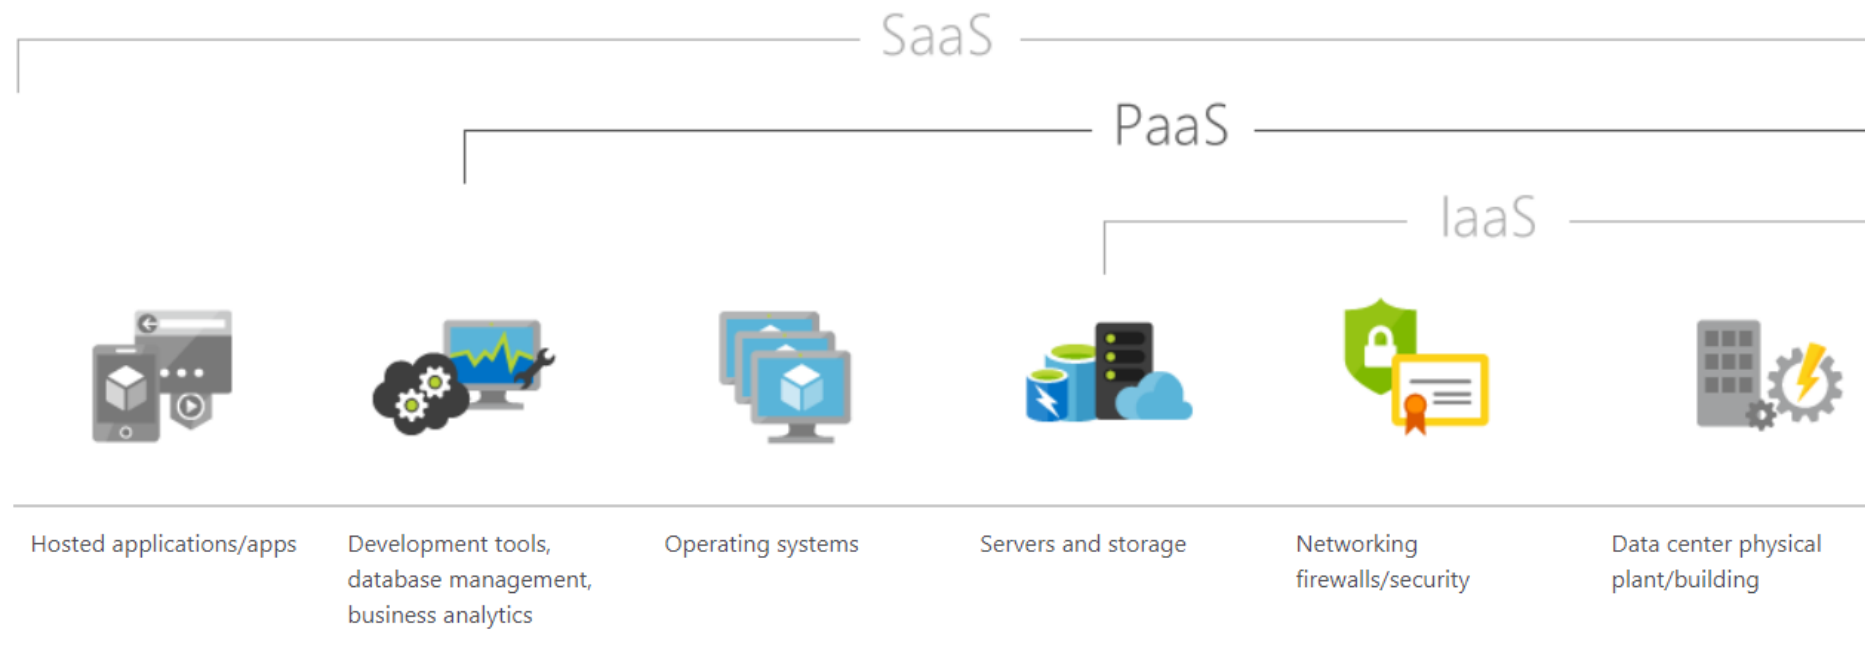 SaaS
PaaS
IaaS
Hosted applications/apps
Development tools,
database management,
business analytics
Operating systems
Servers and storage
Networking
firewalls/security
Data center physical
plant/building